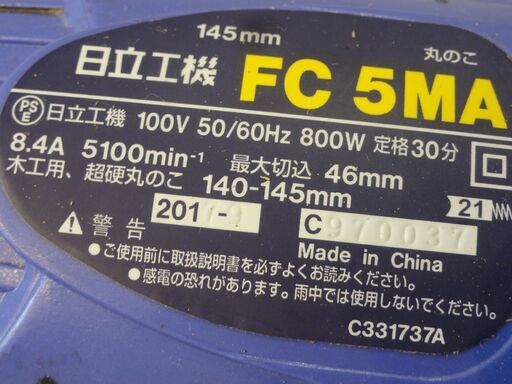 145mm 丸のこ
日立工機 FC 5MA
PSE 日立工機 100V 50/60Hz 800W 定格30分
8.4A 5100min⁻¹ 最大切込 46mm
木工用、超硬丸のこ 140-145mm 21
警告 201 -9 C 970037
●ご使用前に取扱説明書を必ずよくお読みください。 Made in China
●感電の恐れがあります。雨中では使用しないでください。
C331737A